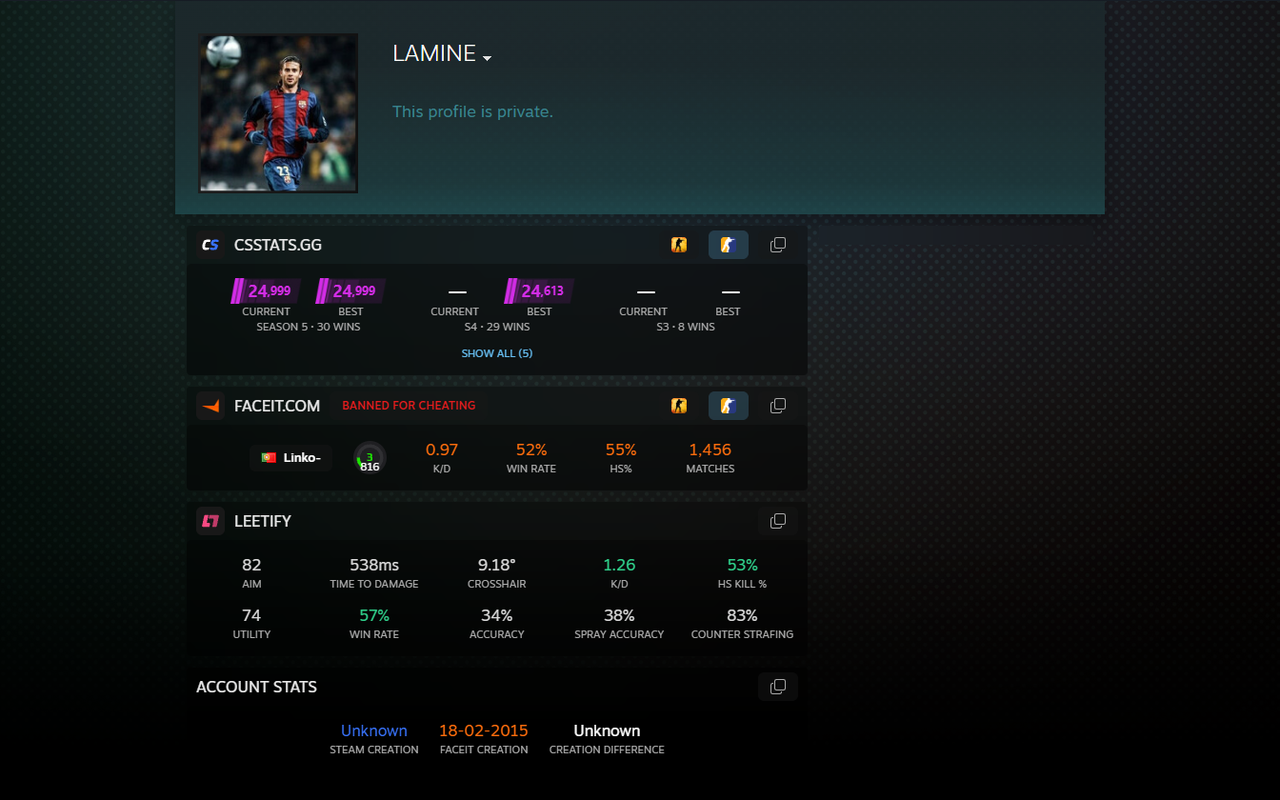 LAMINE
This profile is private.
23
CS CSSTATS.GG
24,999 24,999 — 24,613 — —
CURRENT BEST CURRENT BEST CURRENT BEST
SEASON 5 • 30 WINS S4 • 29 WINS S3 • 8 WINS
SHOW ALL (5)
FACEIT.COM BANNED FOR CHEATING
Linko- 3 816 0.97 52% 55% 1,456
K/D WIN RATE HS% MATCHES
LEETIFY
82 538ms 9.18° 1.26 53%
AIM TIME TO DAMAGE CROSSHAIR K/D HS KILL %
74 57% 34% 38% 83%
UTILITY WIN RATE ACCURACY SPRAY ACCURACY COUNTER STRAFING
ACCOUNT STATS
Unknown 18-02-2015 Unknown
STEAM CREATION FACEIT CREATION CREATION DIFFERENCE